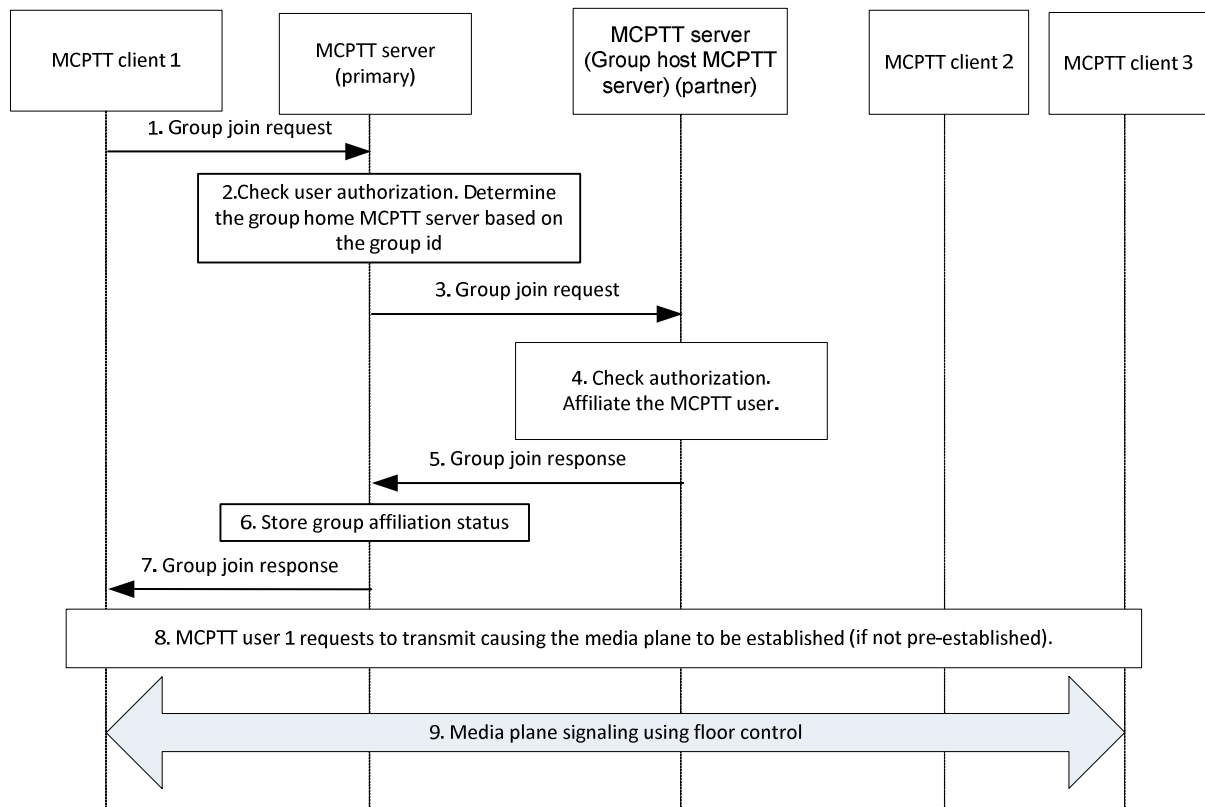 MCPTT client 1
MCPTT server
(primary)
MCPTT server
(Group host MCPTT
server) (partner)
MCPTT client 2
MCPTT client 3
1. Group join request
2.Check user authorization. Determine
the group home MCPTT server based on
the group id
3. Group join request
4. Check authorization.
Affiliate the MCPTT user.
5. Group join response
6. Store group affiliation status
7. Group join response
8. MCPTT user 1 requests to transmit causing the media plane to be established (if not pre-established).
9. Media plane signaling using floor control